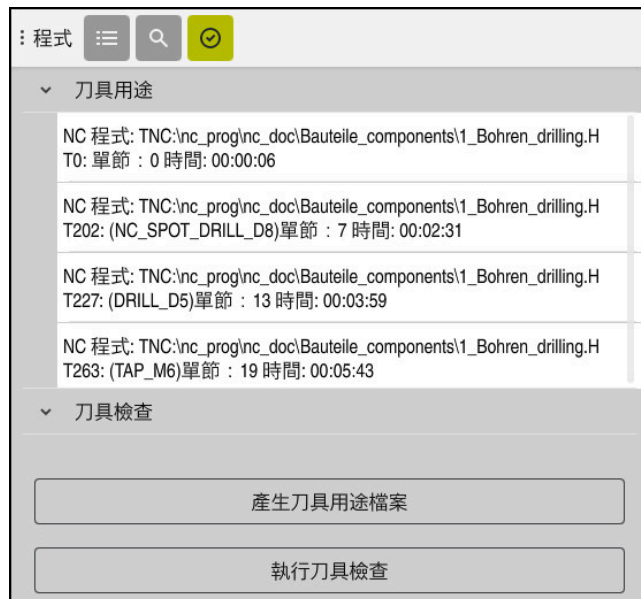 程式
刀具用途
NC 程式: TNC:\nc_prog\nc_doc\Bauteile_components\1_Bohren_drilling.H
T0: 單節：0 時間: 00:00:06
NC 程式: TNC:\nc_prog\nc_doc\Bauteile_components\1_Bohren_drilling.H
T202: (NC_SPOT_DRILL_D8)單節：7 時間: 00:02:31
NC 程式: TNC:\nc_prog\nc_doc\Bauteile_components\1_Bohren_drilling.H
T227: (DRILL_D5)單節：13 時間: 00:03:59
NC 程式: TNC:\nc_prog\nc_doc\Bauteile_components\1_Bohren_drilling.H
T263: (TAP_M6)單節：19 時間: 00:05:43
刀具檢查
產生刀具用途檔案
執行刀具檢查